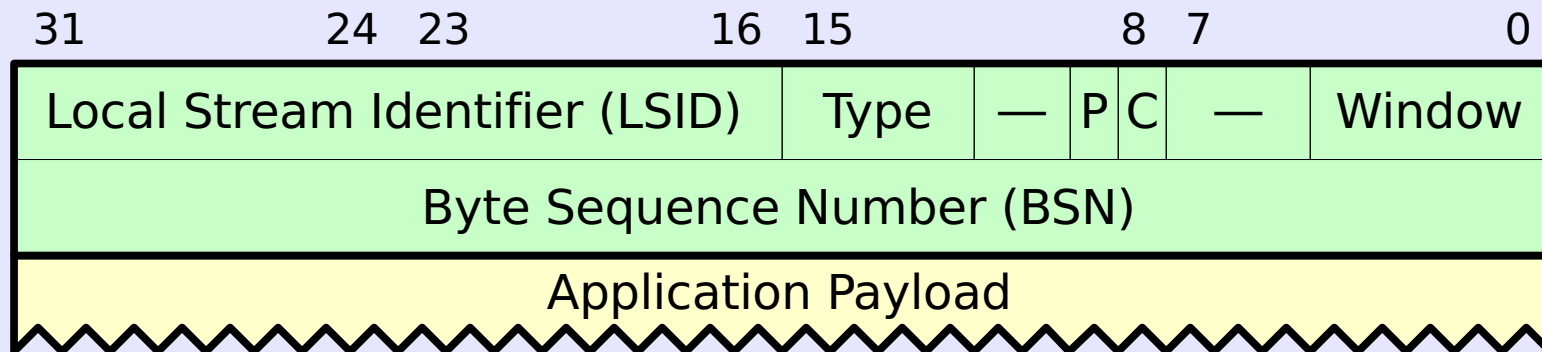 31 24 23 16 15 8 7 0
Local Stream Identifier (LSID) Type — P C — Window
Byte Sequence Number (BSN)
Application Payload